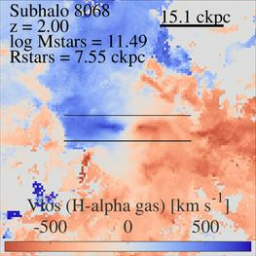 Subhalo 8068
z = 2.00
log Mstars = 11.49
Rstars = 7.55 ckpc
15.1 ckpc
Vlos (H-alpha gas) [km s⁻¹]
-500 0 500